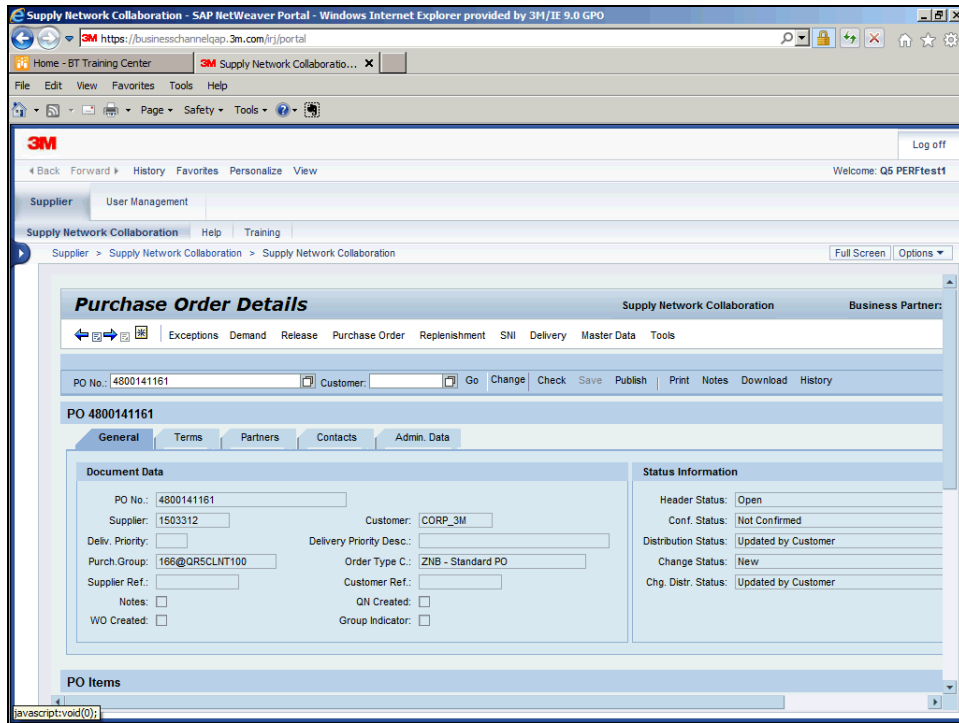 Supply Network Collaboration - SAP NetWeaver Portal - Windows Internet Explorer provided by 3M/IE 9.0 GPO
3M https://businesschannelqap.3m.com/irj/portal
Home - BT Training Center 3M Supply Network Collaboratio... X
File Edit View Favorites Tools Help
Page Safety Tools
3M Log off
Back Forward History Favorites Personalize View Welcome: Q5 PERFtest1
Supplier User Management
Supply Network Collaboration Help Training
Supplier > Supply Network Collaboration > Supply Network Collaboration Full Screen Options
Purchase Order Details Supply Network Collaboration Business Partner:
Exceptions Demand Release Purchase Order Replenishment SNI Delivery Master Data Tools
PO No.: 4800141161 Customer: Go Change Check Save Publish Print Notes Download History
PO 4800141161
General Terms Partners Contacts Admin. Data
Document Data Status Information
PO No.: 4800141161 Header Status: Open
Supplier: 1503312 Customer: CORP_3M Conf. Status: Not Confirmed
Deliv. Priority: Delivery Priority Desc.: Distribution Status: Updated by Customer
Purch.Group: 166@QR5CLNT100 Order Type C.: ZNB - Standard PO Change Status: New
Supplier Ref.: Customer Ref.: Chg. Distr. Status: Updated by Customer
Notes: QN Created:
WO Created: Group Indicator:
PO Items
javascript:void(0);